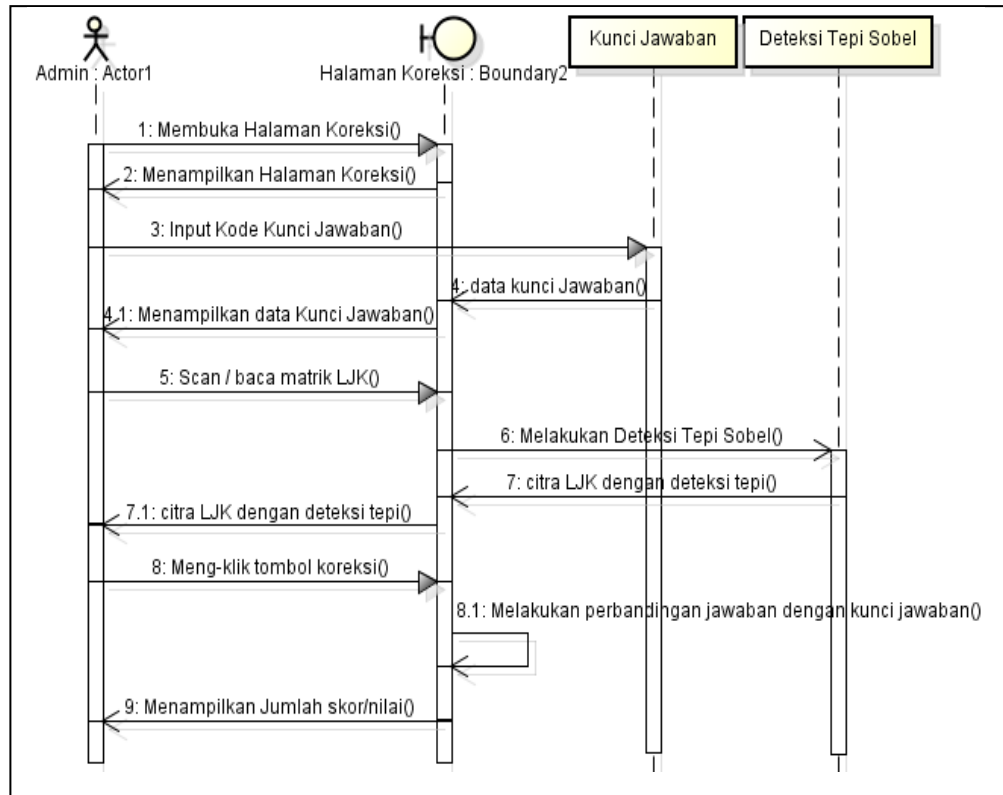 Admin : Actor1
Halaman Koreksi : Boundary2
Kunci Jawaban
Deteksi Tepi Sobel
1: Membuka Halaman Koreksi()
2: Menampilkan Halaman Koreksi()
3: Input Kode Kunci Jawaban()
4: data kunci Jawaban()
4.1: Menampilkan data Kunci Jawaban()
5: Scan / baca matrik LJK()
6: Melakukan Deteksi Tepi Sobel()
7: citra LJK dengan deteksi tepi()
7.1: citra LJK dengan deteksi tepi()
8: Meng-klik tombol koreksi()
8.1: Melakukan perbandingan jawaban dengan kunci jawaban()
9: Menampilkan Jumlah skor/nilai()